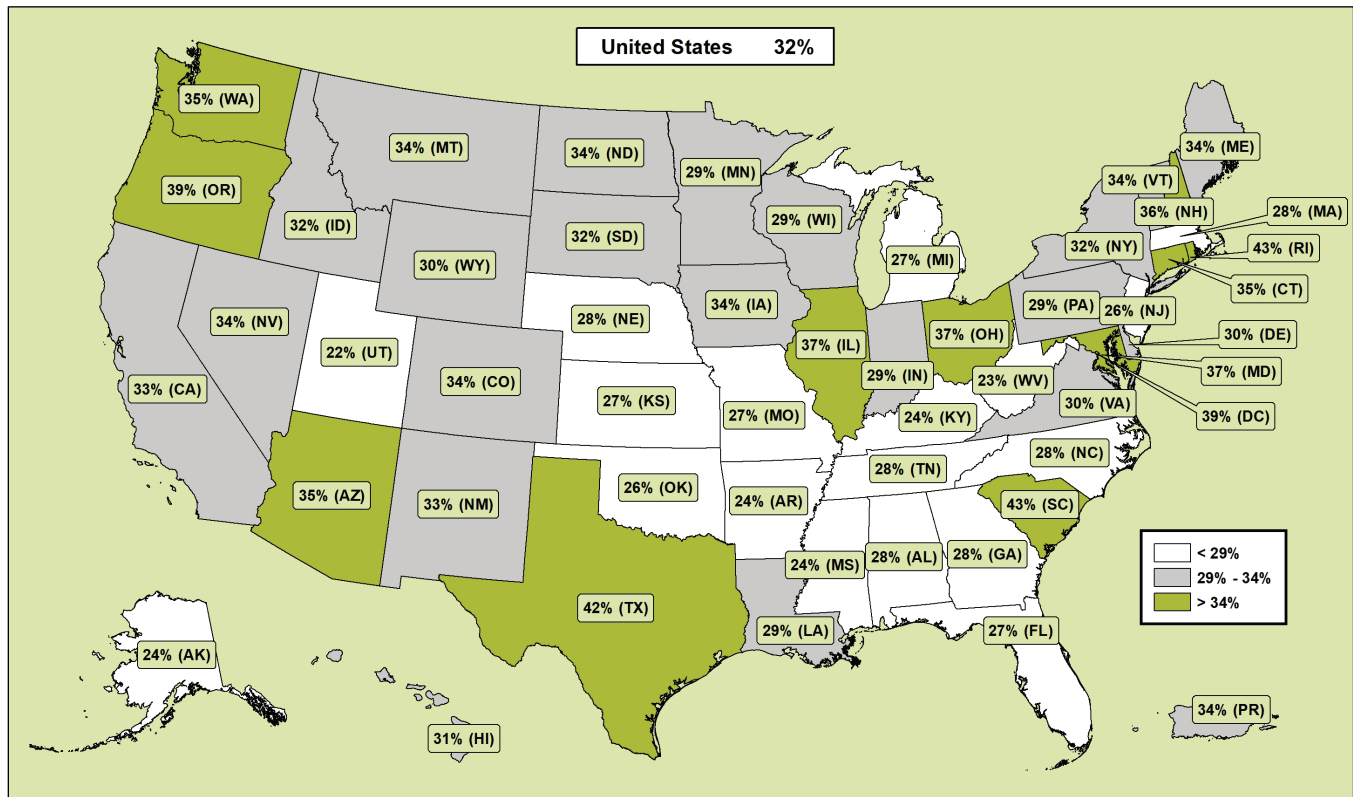 United States 32%
35% (WA)
34% (MT)
34% (ND)
29% (MN)
34% (ME)
34% (VT)
39% (OR)
32% (ID)
32% (SD)
29% (WI)
36% (NH)
28% (MA)
30% (WY)
27% (MI)
32% (NY)
43% (RI)
34% (NV)
28% (NE)
34% (IA)
29% (PA)
26% (NJ)
35% (CT)
22% (UT)
37% (IL)
37% (OH)
30% (DE)
33% (CA)
34% (CO)
27% (KS)
27% (MO)
29% (IN)
23% (WV)
37% (MD)
24% (KY)
30% (VA)
39% (DC)
35% (AZ)
33% (NM)
26% (OK)
24% (AR)
28% (TN)
28% (NC)
43% (SC)
42% (TX)
24% (MS)
28% (AL)
28% (GA)
29% (LA)
27% (FL)
< 29%
29% - 34%
> 34%
24% (AK)
31% (HI)
34% (PR)